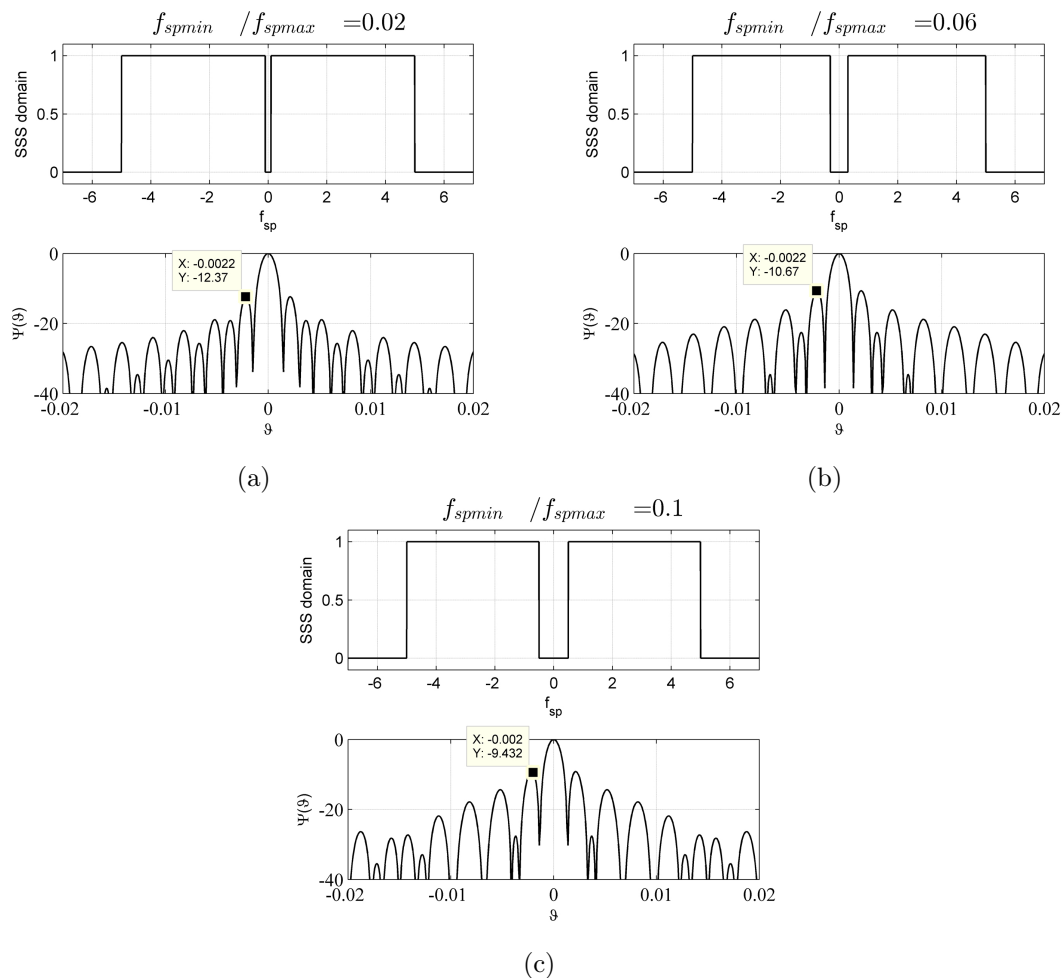 f_spmin /f_spmax =0.02
SSS domain
1
0.5
0
-6 -4 -2 0 2 4 6
f_sp
X: -0.0022
Y: -12.37
Ψ(ϑ)
0
-20
-40
-0.02 -0.01 0 0.01 0.02
ϑ
(a)
f_spmin /f_spmax =0.06
SSS domain
1
0.5
0
-6 -4 -2 0 2 4 6
f_sp
X: -0.0022
Y: -10.67
Ψ(ϑ)
0
-20
-40
-0.02 -0.01 0 0.01 0.02
ϑ
(b)
f_spmin /f_spmax =0.1
SSS domain
1
0.5
0
-6 -4 -2 0 2 4 6
f_sp
X: -0.002
Y: -9.432
Ψ(ϑ)
0
-20
-40
-0.02 -0.01 0 0.01 0.02
ϑ
(c)